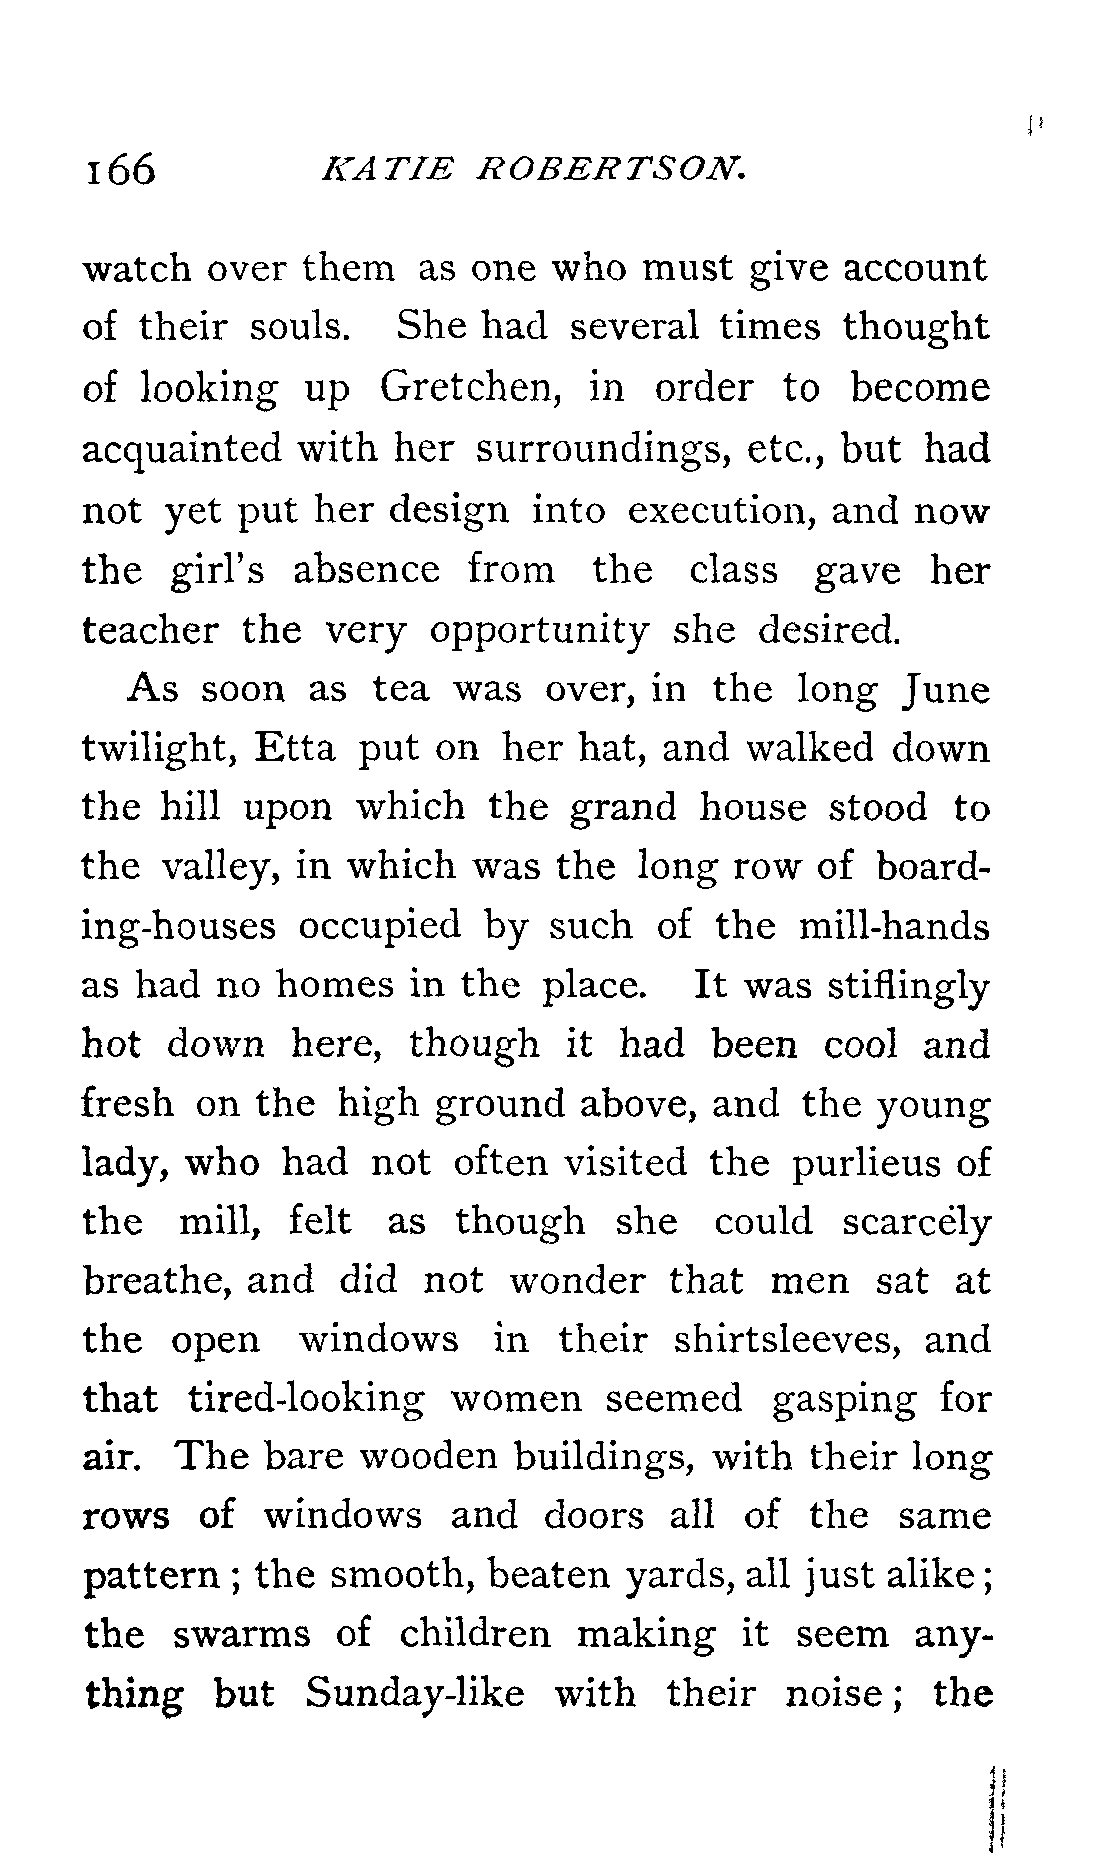 166 KATIE ROBERTSON.
watch over them as one who must give account
of their souls. She had several times thought
of looking up Gretchen, in order to become
acquainted with her surroundings, etc., but had
not yet put her design into execution, and now
the girl's absence from the class gave her
teacher the very opportunity she desired.
As soon as tea was over, in the long June
twilight, Etta put on her hat, and walked down
the hill upon which the grand house stood to
the valley, in which was the long row of board-
ing-houses occupied by such of the mill-hands
as had no homes in the place. It was stiflingly
hot down here, though it had been cool and
fresh on the high ground above, and the young
lady, who had not often visited the purlieus of
the mill, felt as though she could scarcely
breathe, and did not wonder that men sat at
the open windows in their shirtsleeves, and
that tired-looking women seemed gasping for
air. The bare wooden buildings, with their long
rows of windows and doors all of the same
pattern ; the smooth, beaten yards, all just alike ;
the swarms of children making it seem any-
thing but Sunday-like with their noise ; the